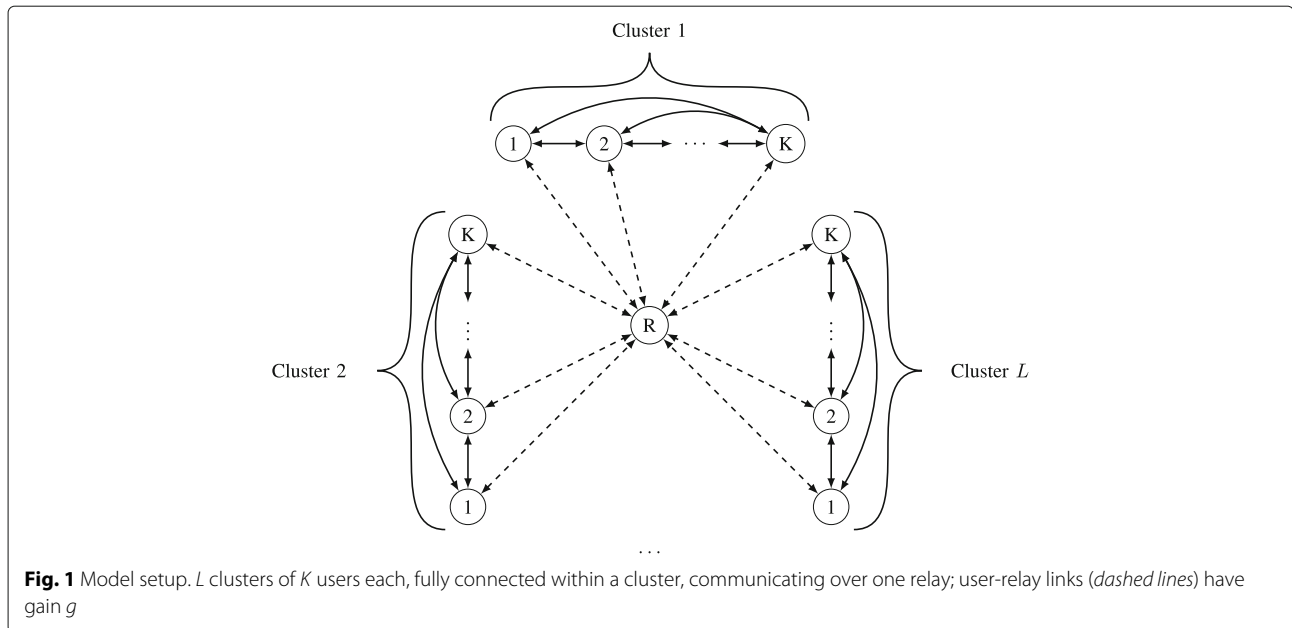 Cluster 1
1 2 ··· K
K K
R
⋮ ⋮
Cluster 2 Cluster L
2 2
1 1
...
Fig. 1 Model setup. L clusters of K users each, fully connected within a cluster, communicating over one relay; user-relay links (dashed lines) have
gain g